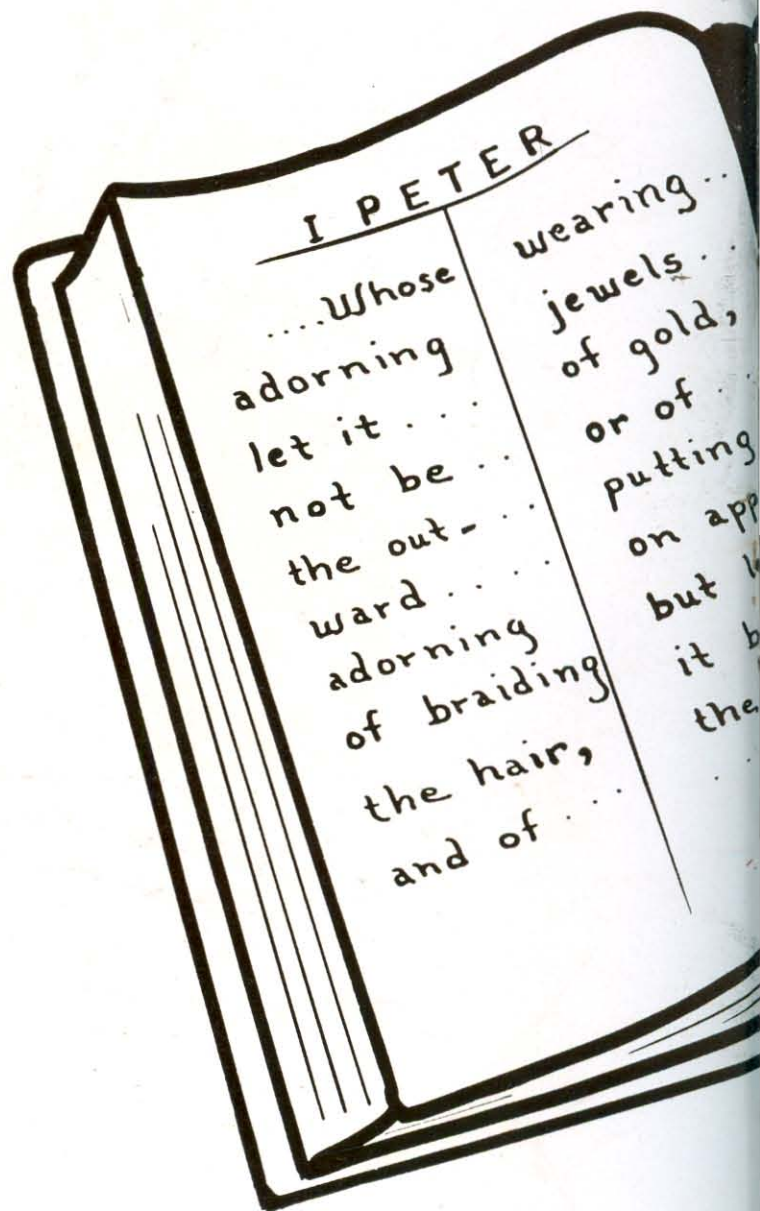 I PETER
....Whose
adorning
let it . . .
not be . .
the out- . .
ward . . . .
adorning
of braiding
the hair,
and of . . .
wearing . .
jewels . .
of gold,
or of . .
putting
on
but
it
the
. .